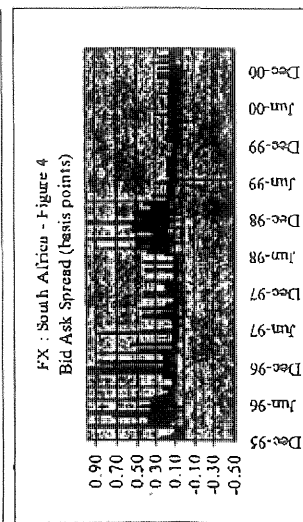 FX : South Africa - Figure 4
Bid Ask Spread (basis points)
0.90
0.70
0.50
0.30
0.10
-0.10
-0.30
-0.50
Dec-95
Jun-96
Dec-96
Jun-97
Dec-97
Jun-98
Dec-98
Jun-99
Dec-99
Jun-00
Dec-00